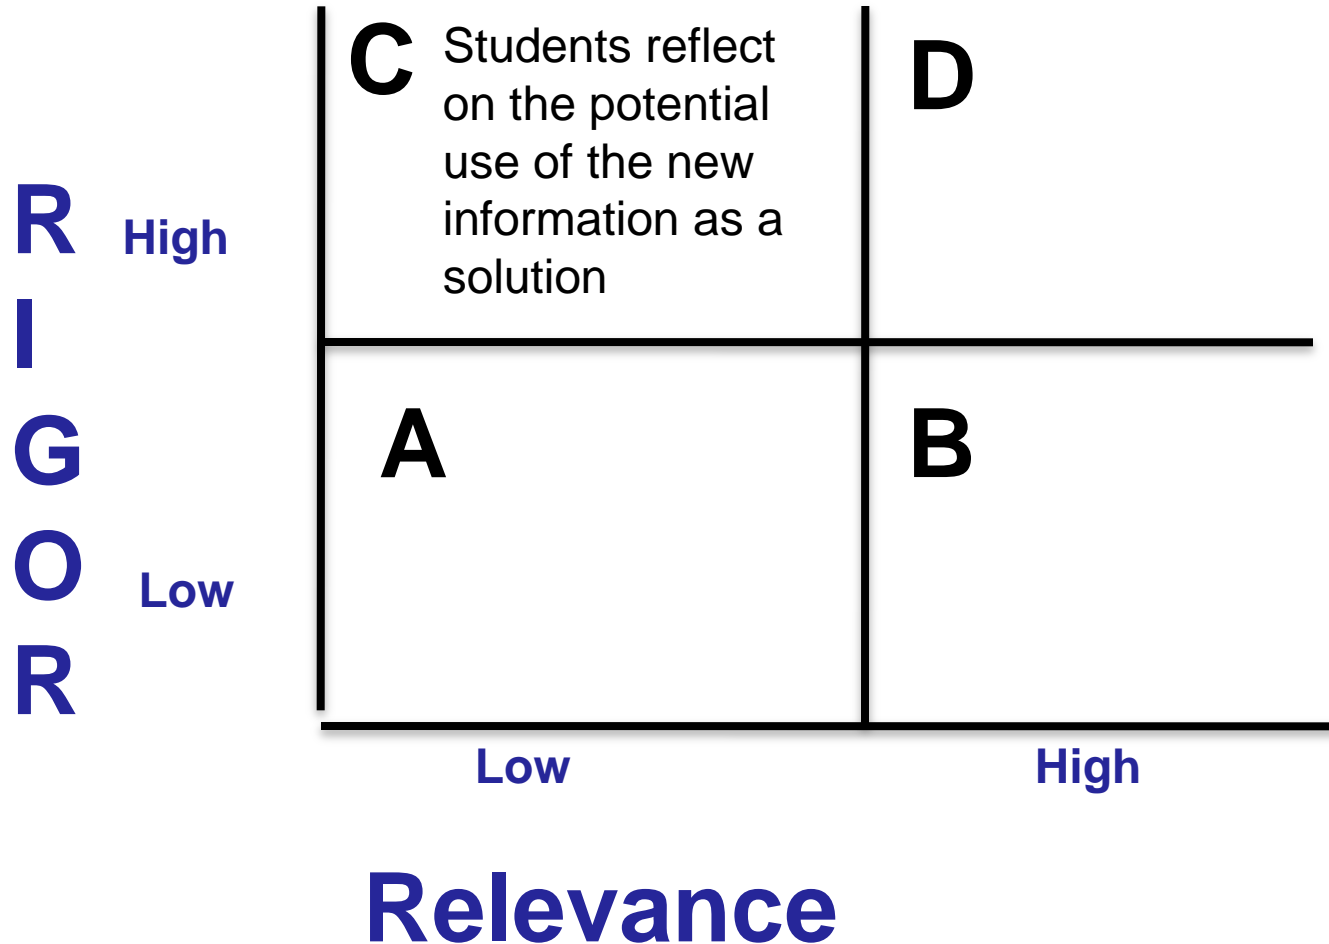 C
Students reflect
on the potential
use of the new
information as a
solution
D
R
I
G
O
R
High
Low
A
B
Low
High
Relevance